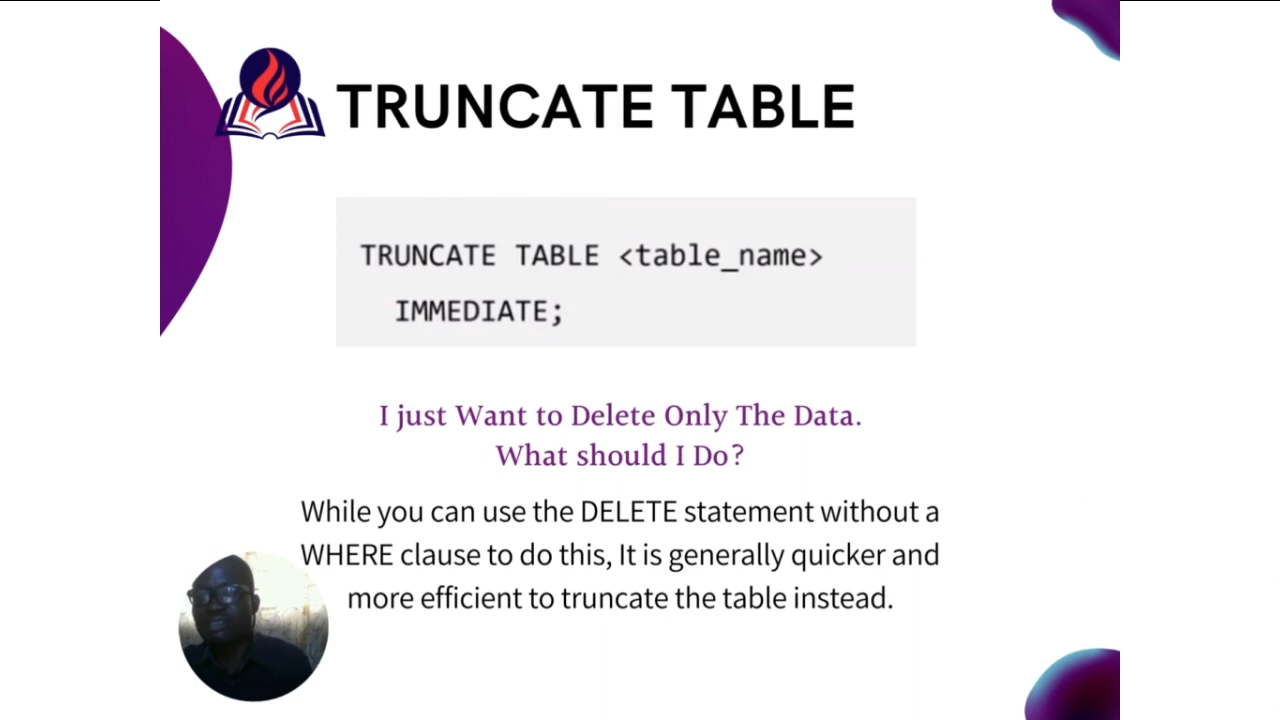 TRUNCATE TABLE
TRUNCATE TABLE <table_name>
IMMEDIATE;
I just Want to Delete Only The Data.
What should I Do?
While you can use the DELETE statement without a
WHERE clause to do this, It is generally quicker and
more efficient to truncate the table instead.